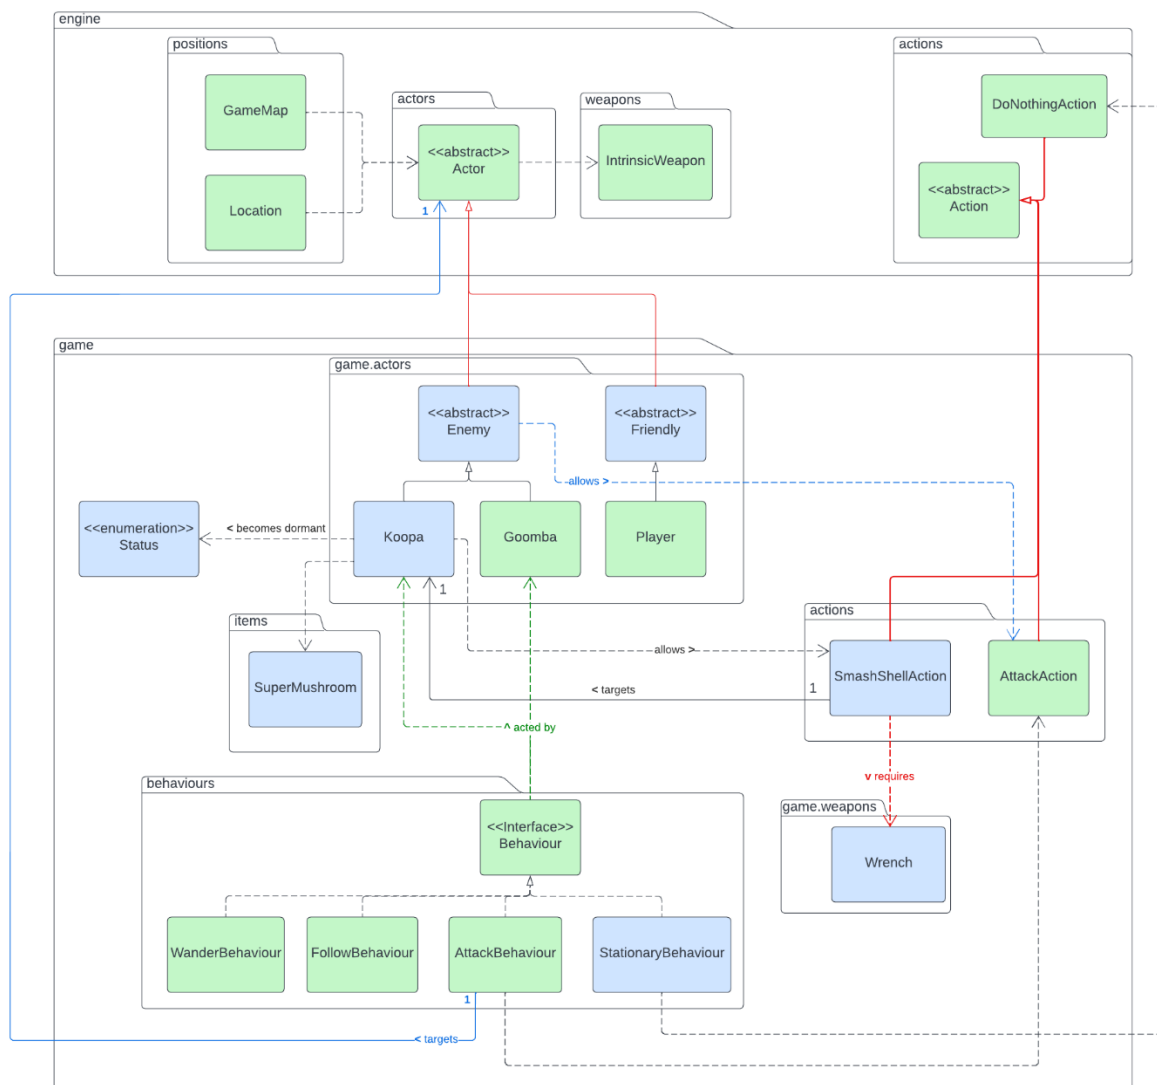 engine
positions
actions
GameMap
DoNothingAction
actors
weapons
<<abstract>>
Actor
IntrinsicWeapon
<<abstract>>
Action
Location
1
game
game.actors
<<abstract>>
Enemy
<<abstract>>
Friendly
allows >
<<enumeration>>
Status
< becomes dormant
Koopa
Goomba
Player
1
items
actions
allows >
SuperMushroom
SmashShellAction
AttackAction
< targets
1
^ acted by
v requires
behaviours
game.weapons
<<Interface>>
Behaviour
Wrench
WanderBehaviour
FollowBehaviour
AttackBehaviour
StationaryBehaviour
1
< targets